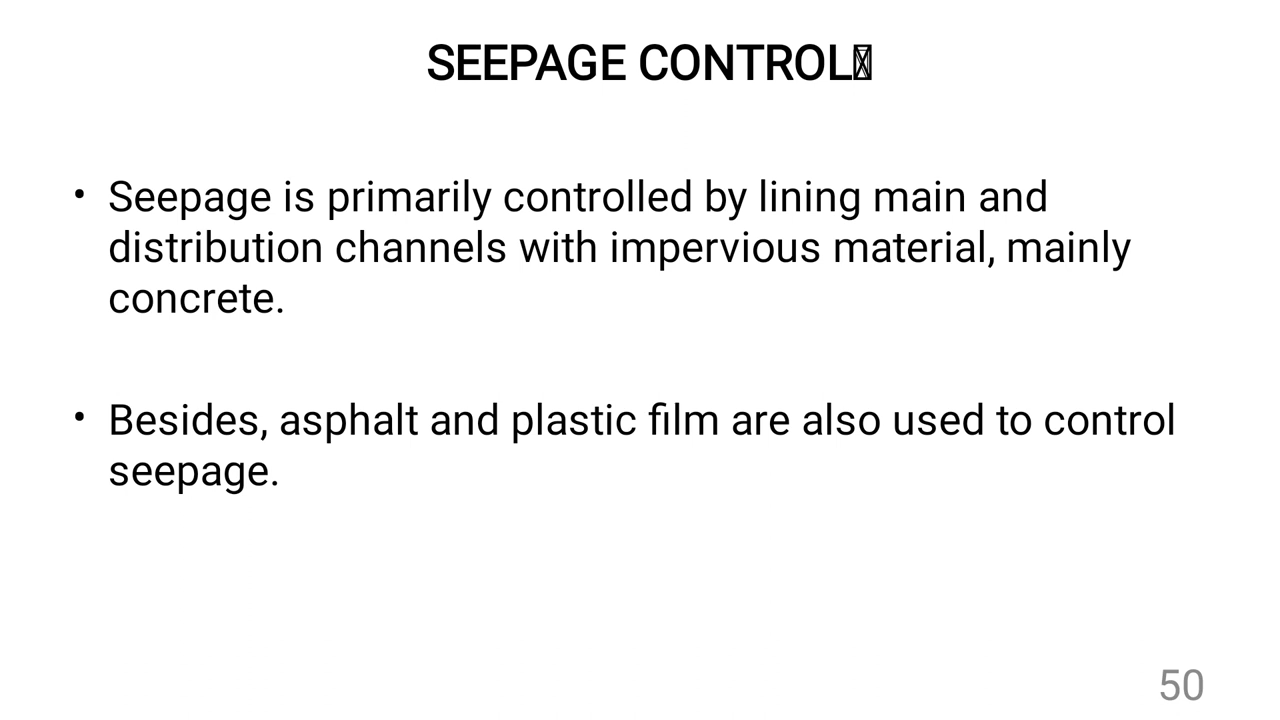 SEEPAGE CONTROL
• Seepage is primarily controlled by lining main and
distribution channels with impervious material, mainly
concrete.
• Besides, asphalt and plastic film are also used to control
seepage.
50